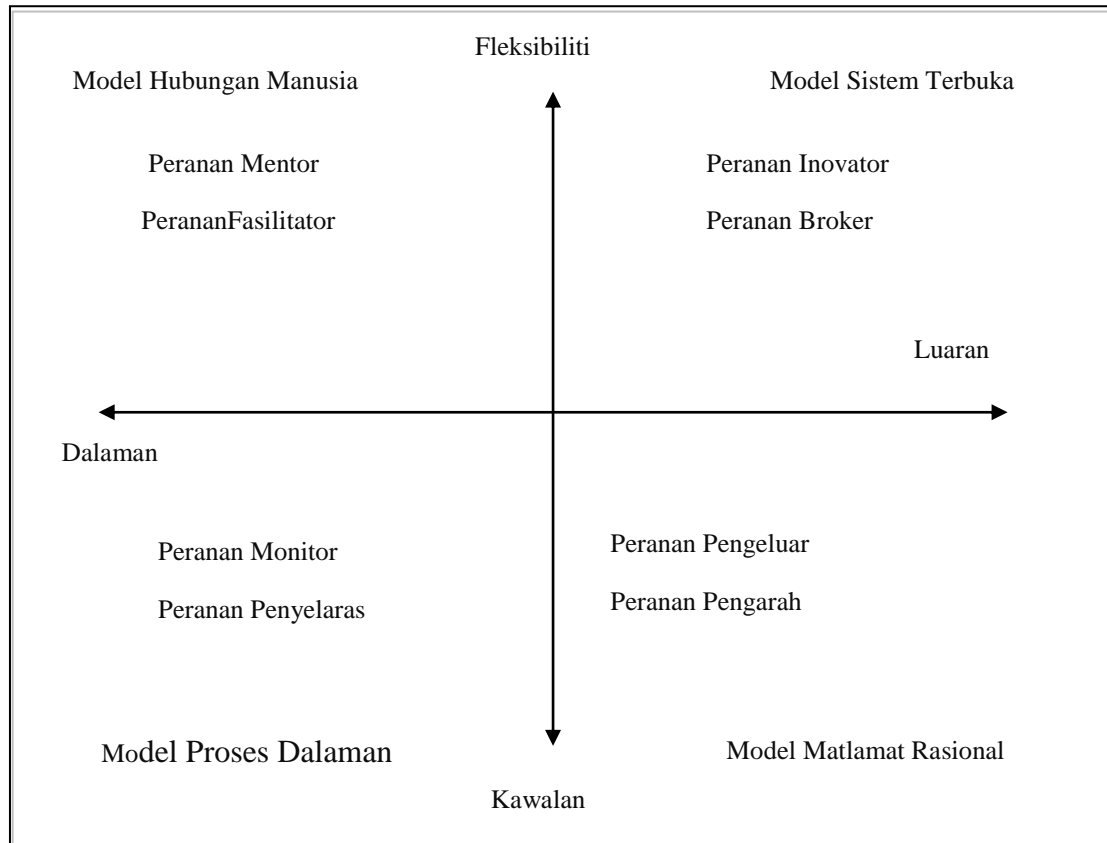 Fleksibiliti
Model Hubungan Manusia
Model Sistem Terbuka
Peranan Mentor
Peranan Inovator
PerananFasilitator
Peranan Broker
Luaran
Dalaman
Peranan Monitor
Peranan Pengeluar
Peranan Penyelaras
Peranan Pengarah
Model Proses Dalaman
Model Matlamat Rasional
Kawalan